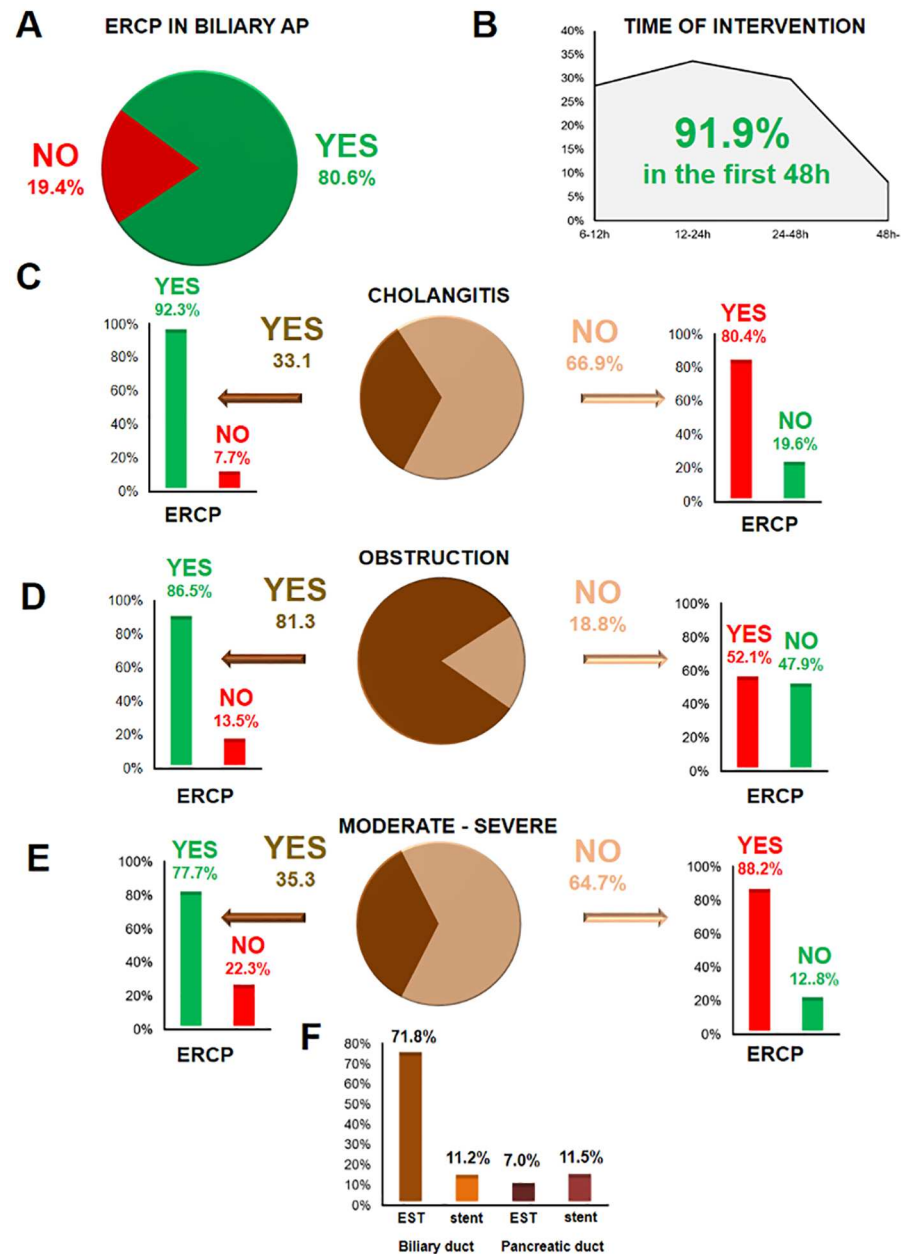 A
ERCP IN BILIARY AP
NO
19.4%
YES
80.6%
B
TIME OF INTERVENTION
40%
35%
30%
25%
20%
15%
10%
5%
0%
91.9%
in the first 48h
6-12h
12-24h
24-48h
48h-
C
CHOLANGITIS
YES
92.3%
NO
7.7%
100%
80%
60%
40%
20%
0%
ERCP
YES
33.1
NO
66.9%
YES
80.4%
NO
19.6%
100%
80%
60%
40%
20%
0%
ERCP
D
OBSTRUCTION
YES
86.5%
NO
13.5%
100%
80%
60%
40%
20%
0%
ERCP
YES
81.3
NO
18.8%
YES
52.1%
NO
47.9%
100%
80%
60%
40%
20%
0%
ERCP
E
MODERATE - SEVERE
YES
77.7%
NO
22.3%
100%
80%
60%
40%
20%
0%
ERCP
YES
35.3
NO
64.7%
YES
88.2%
NO
12..8%
100%
80%
60%
40%
20%
0%
ERCP
F
80%
70%
60%
50%
40%
30%
20%
10%
0%
71.8%
11.2%
7.0%
11.5%
EST
stent
EST
stent
Biliary duct
Pancreatic duct